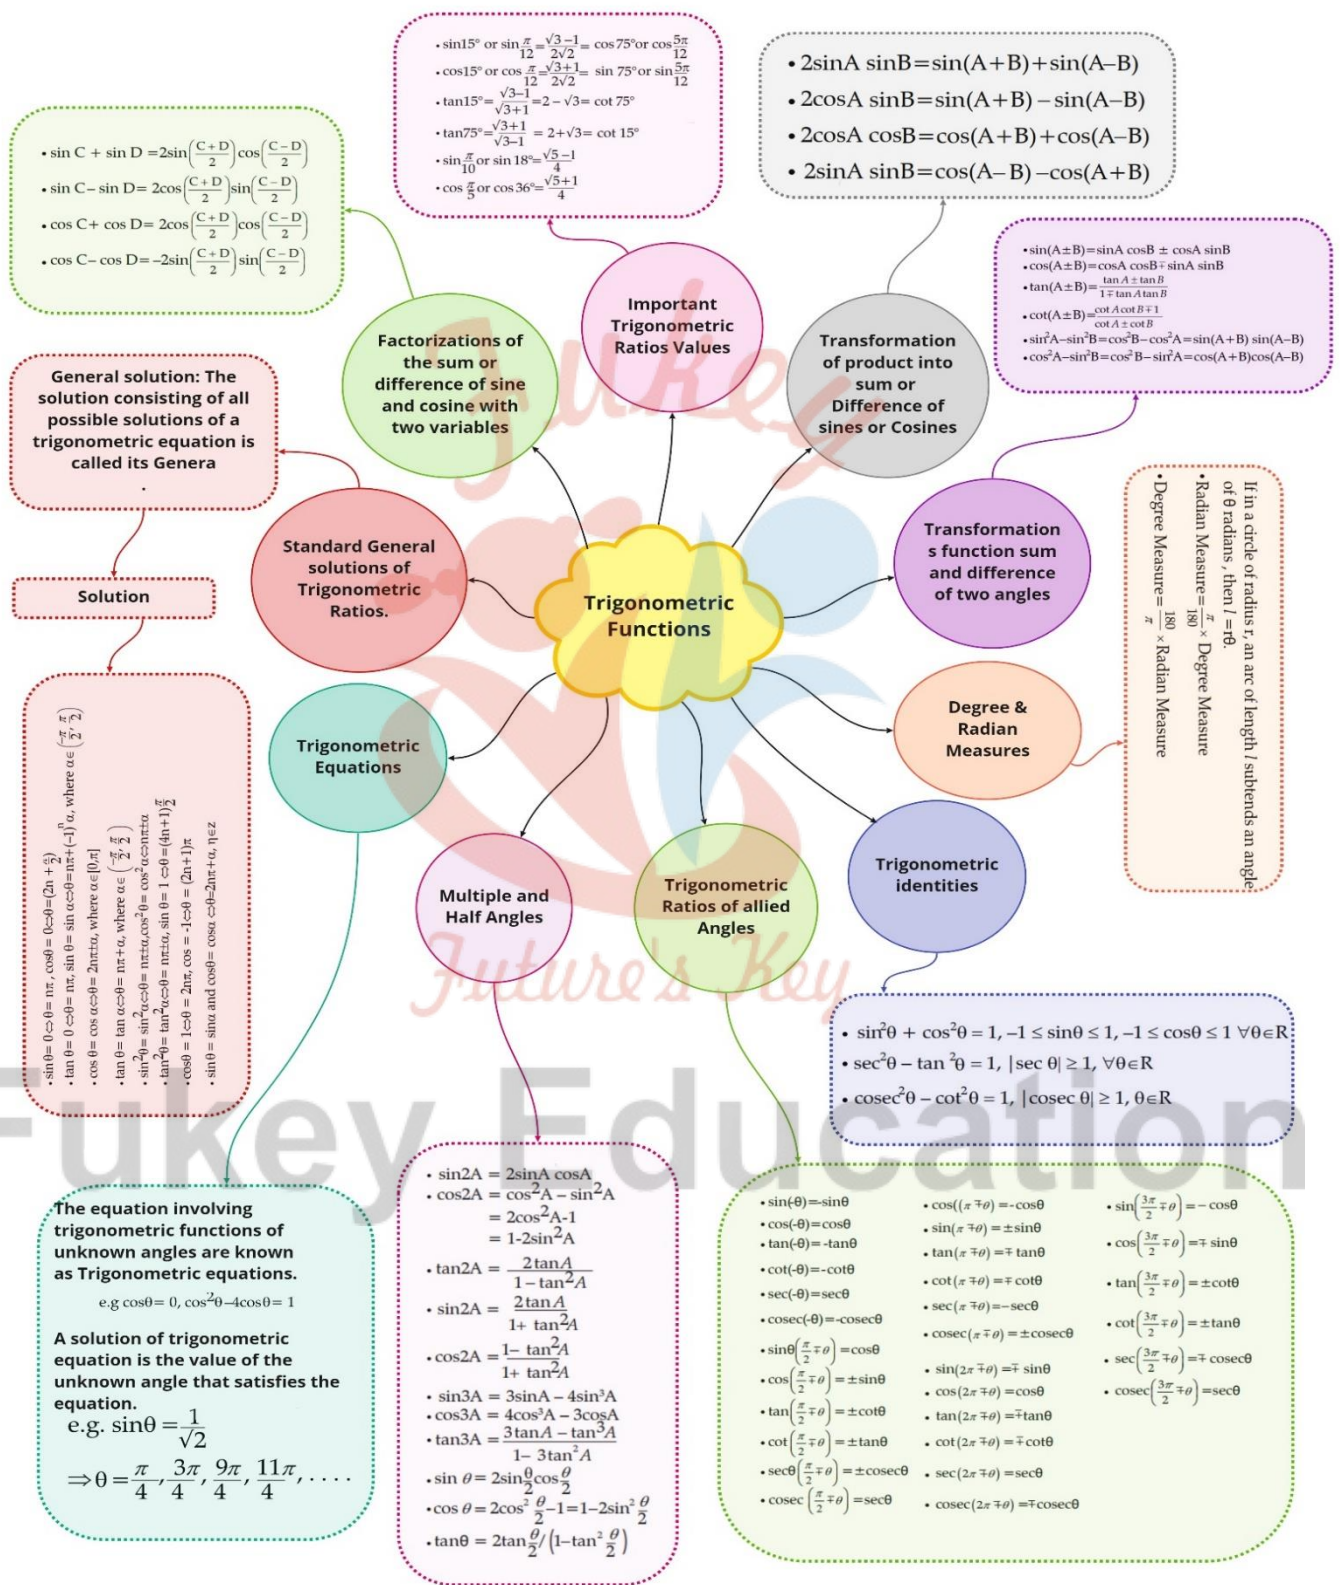 • sin15° or sin π/12 = (√3−1)/(2√2) = cos 75° or cos 5π/12
• cos15° or cos π/12 = (√3+1)/(2√2) = sin 75° or sin 5π/12
• tan15° = (√3−1)/(√3+1) = 2 − √3 = cot 75°
• tan75° = (√3+1)/(√3−1) = 2+√3 = cot 15°
• sin π/10 or sin 18° = (√5−1)/4
• cos π/5 or cos 36° = (√5+1)/4
• 2sinA sinB=sin(A+B)+sin(A−B)
• 2cosA sinB=sin(A+B) −sin(A−B)
• 2cosA cosB=cos(A+B)+cos(A−B)
• 2sinA sinB=cos(A−B) −cos(A+B)
• sin C + sin D =2sin((C+D)/2)cos((C−D)/2)
• sin C− sin D= 2cos((C+D)/2)sin((C−D)/2)
• cos C+ cos D= 2cos((C+D)/2)cos((C−D)/2)
• cos C− cos D=−2sin((C+D)/2)sin((C−D)/2)
• sin(A±B)=sinA cosB ± cosA sinB
• cos(A±B)=cosA cosB∓sinA sinB
• tan(A±B)=(tan A ± tan B)/(1∓tan A tan B)
• cot(A±B)=(cot A cot B∓1)/(cot A ± cot B)
• sin²A−sin²B=cos²B−cos²A=sin(A+B) sin(A−B)
• cos²A−sin²B=cos²B−sin²A=cos(A+B)cos(A−B)
Important
Trigonometric
Ratios Values
Factorizations of
the sum or
difference of sine
and cosine with
two variables
Transformation
of product into
sum or
Difference of
sines or Cosines
General solution: The
solution consisting of all
possible solutions of a
trigonometric equation is
called its Genera
.
Solution
Standard General
solutions of
Trigonometric
Ratios.
Trigonometric
Functions
Transformation
s function sum
and difference
of two angles
If in a circle of radius r, an arc of length l subtends an angle
of θ radians , then l = rθ.
• Radian Measure= π/180 × Degree Measure
• Degree Measure= 180/π × Radian Measure
Degree &
Radian
Measures
Trigonometric
Equations
Multiple and
Half Angles
Trigonometric
Ratios of allied
Angles
Trigonometric
identities
Fukey
Future's Key
Fukey Education
• tan θ = 0 ⇔θ= nπ, sin θ= sin α⇔θ=nπ+(-1)ⁿ α, where α∈(-π/2, π/2)
• cos θ= cos α⇔θ= 2nπ±α, where α∈[0,π]
• tan θ= tan α⇔θ= nπ+α, where α∈(-π/2, π/2)
• sin²θ= sin²α⇔θ= nπ±α,cos²θ= cos²α⇔nπ±α
• tan²θ= tan²α⇔θ= nπ±α, sin θ= 1 ⇔θ=(4n+1)π/2
• cosθ = 1⇔θ = 2nπ, cos = -1⇔θ = (2n+1)π
• sinθ = sinα and cosθ= cosα ⇔θ=2nπ+α, η∈z
• sin²θ + cos²θ = 1, −1 ≤ sinθ ≤ 1, −1 ≤ cosθ ≤ 1 ∀θ∈R
• sec²θ − tan ²θ = 1, |sec θ| ≥ 1, ∀θ∈R
• cosec²θ − cot²θ = 1, |cosec θ| ≥ 1, θ∈R
The equation involving
trigonometric functions of
unknown angles are known
as Trigonometric equations.
e.g cosθ= 0, cos²θ−4cosθ= 1
A solution of trigonometric
equation is the value of the
unknown angle that satisfies the
equation.
e.g. sinθ = 1/√2
⇒θ = π/4, 3π/4, 9π/4, 11π/4, . . . .
• sin2A = 2sinA cosA
• cos2A = cos²A − sin²A
= 2cos²A-1
= 1-2sin²A
• tan2A = 2tanA/(1−tan²A)
• sin2A = 2tanA/(1+ tan²A)
• cos2A = (1− tan²A)/(1+ tan²A)
• sin3A = 3sinA − 4sin³A
• cos3A = 4cos³A − 3cosA
• tan3A = (3tanA − tan³A)/(1− 3tan²A)
• sin θ = 2sin θ/2 cos θ/2
• cos θ = 2cos² θ/2 −1=1−2sin² θ/2
• tanθ = 2tan θ/2 /(1−tan² θ/2)
• sin(-θ)=-sinθ
• cos(-θ)=cosθ
• tan(-θ)=-tanθ
• cot(-θ)=-cotθ
• sec(-θ)=secθ
• cosec(-θ)=-cosecθ
• sinθ(π/2 ∓θ) =cosθ
• cos(π/2 ∓θ) =±sinθ
• tan(π/2 ∓θ) =±cotθ
• cot(π/2 ∓θ) =±tanθ
• secθ(π/2 ∓θ) =±cosecθ
• cosec (π/2 ∓θ) =secθ
• cos((π ∓θ) =-cosθ
• sin(π ∓θ) =±sinθ
• tan(π ∓θ) =∓ tanθ
• cot(π ∓θ) =∓ cotθ
• sec(π ∓θ) =−secθ
• cosec(π ∓θ) =±cosecθ
• sin(2π ∓θ) =∓ sinθ
• cos(2π ∓θ) =cosθ
• tan(2π ∓θ) =∓tanθ
• cot(2π ∓θ) =∓cotθ
• sec(2π ∓θ) =secθ
• cosec(2π ∓θ) =∓cosecθ
• sin(3π/2 ∓θ) =− cosθ
• cos(3π/2 ∓θ) =∓ sinθ
• tan(3π/2 ∓θ) =±cotθ
• cot(3π/2 ∓θ) =±tanθ
• sec(3π/2 ∓θ) =∓ cosecθ
• cosec(3π/2 ∓θ) =secθ